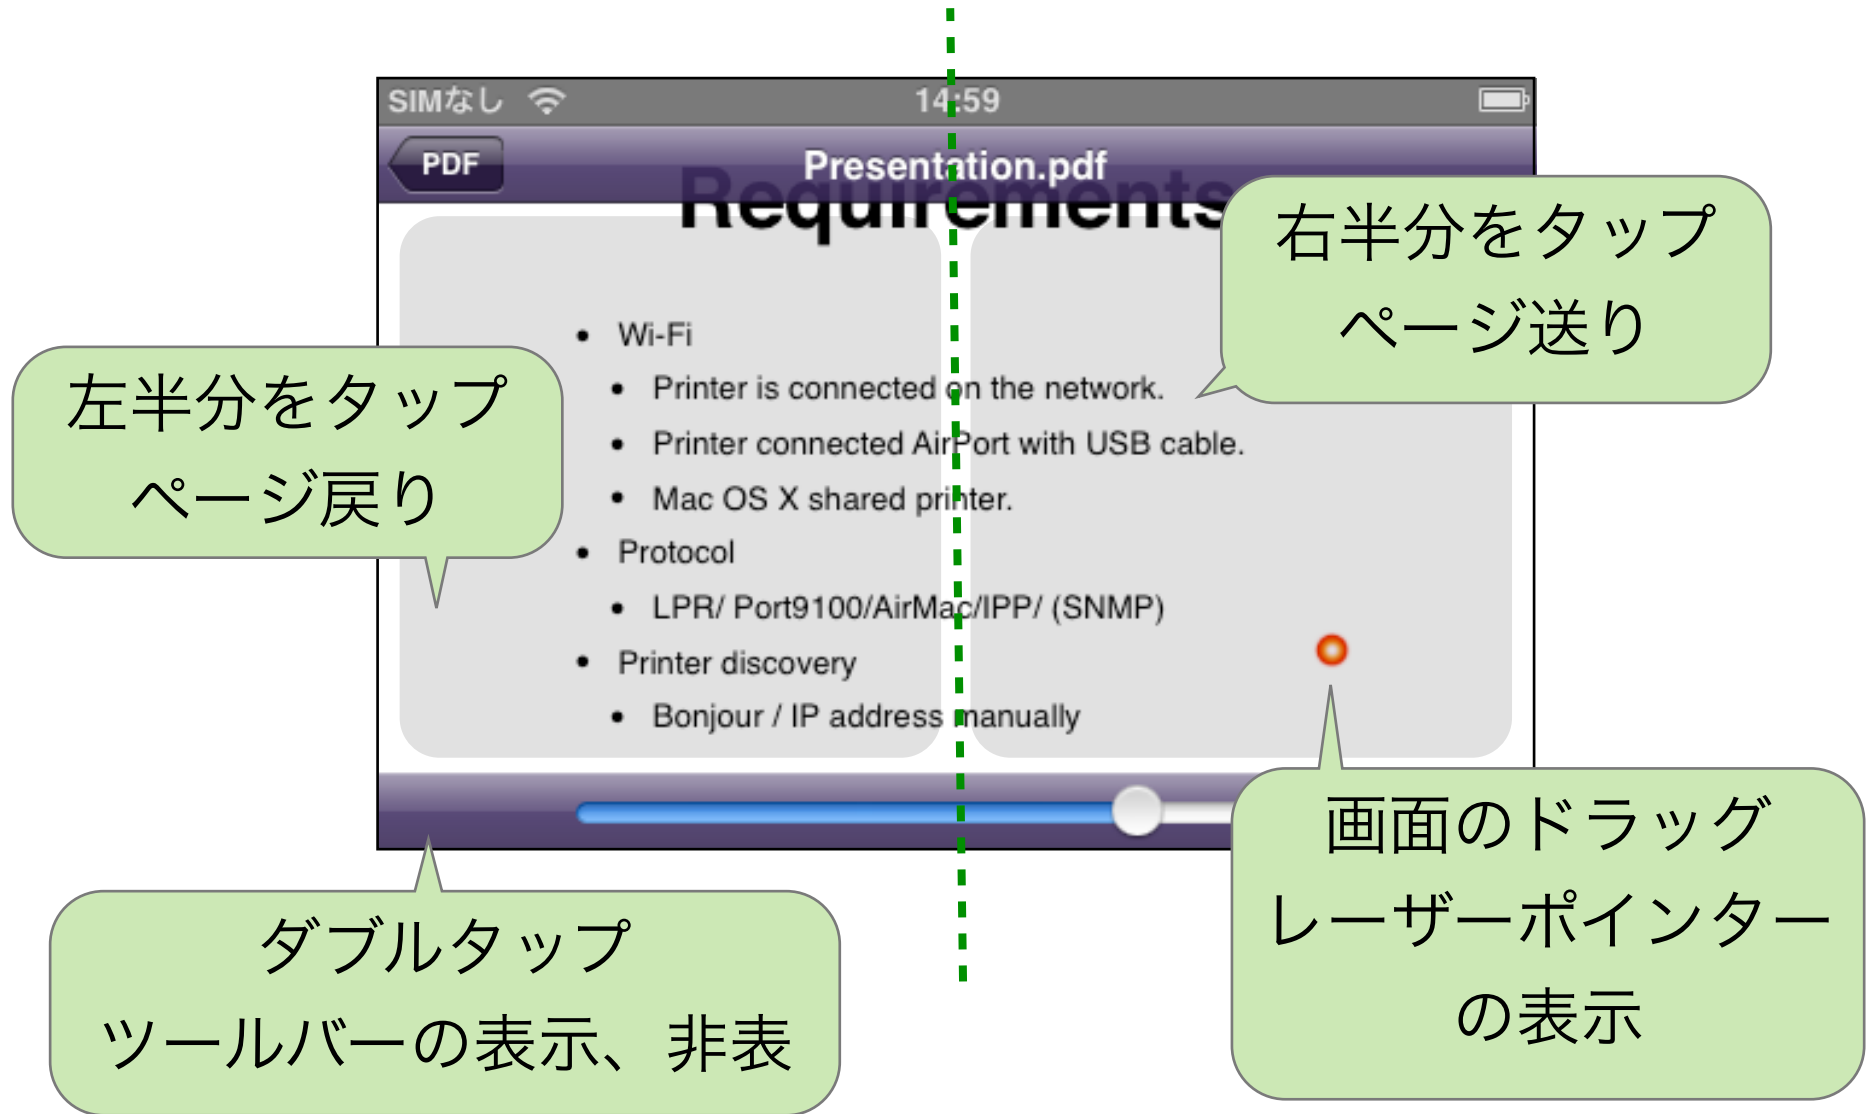 SIMなし 14:59
PDF Presentation.pdf
Requirements
右半分をタップ
ページ送り
• Wi-Fi
• Printer is connected on the network.
• Printer connected AirPort with USB cable.
• Mac OS X shared printer.
• Protocol
• LPR/ Port9100/AirMac/IPP/ (SNMP)
• Printer discovery
• Bonjour / IP address manually
左半分をタップ
ページ戻り
画面のドラッグ
レーザーポインター
の表示
ダブルタップ
ツールバーの表示、非表